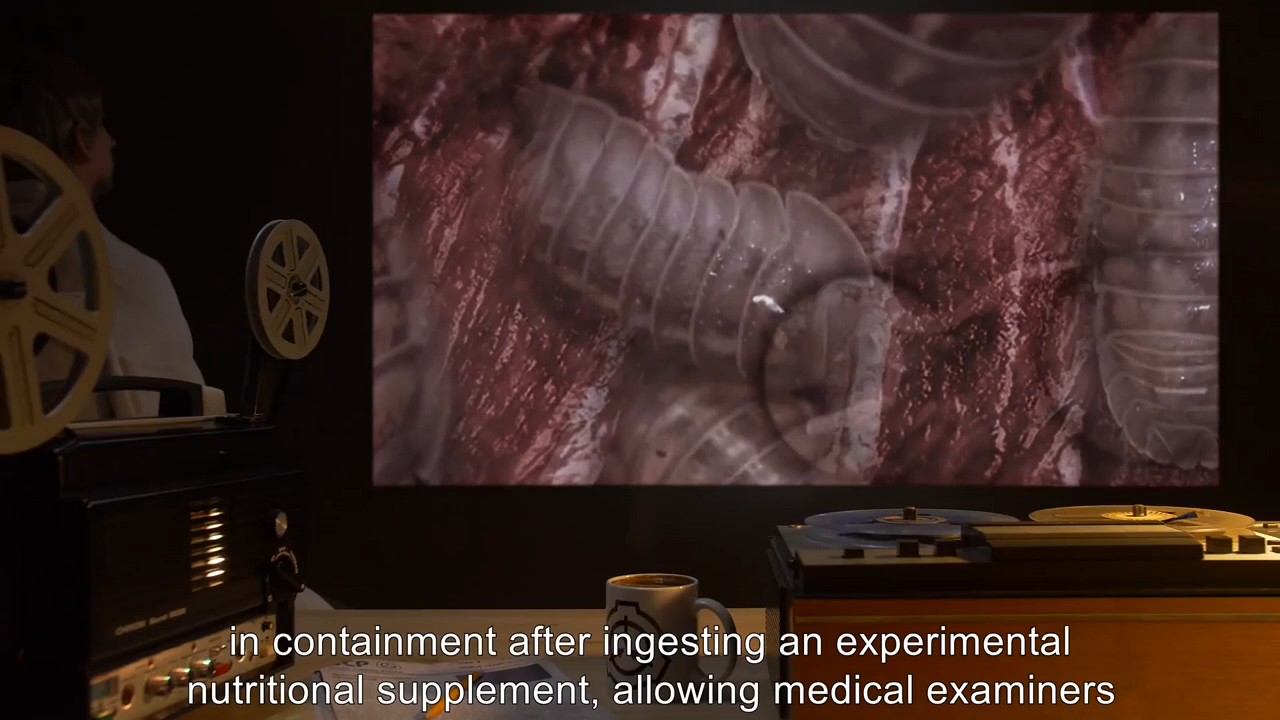 in containment after ingesting an experimental
nutritional supplement, allowing medical examiners